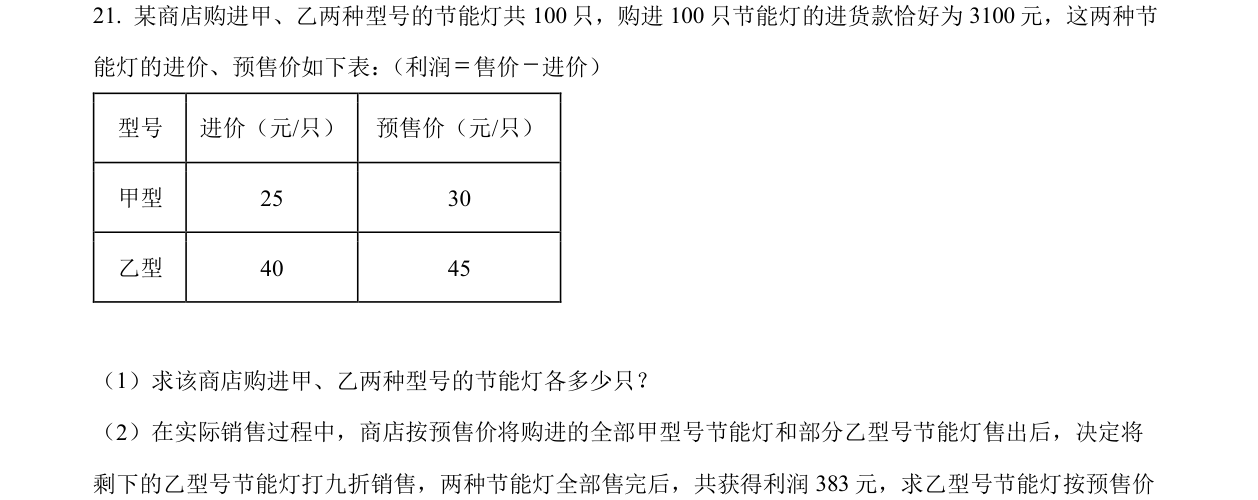 21. 某商店购进甲、乙两种型号的节能灯共 100 只，购进 100 只节能灯的进货款恰好为 3100 元，这两种节
能灯的进价、预售价如下表：（利润＝售价－进价）
型号 进价（元/只） 预售价（元/只）
甲型 25 30
乙型 40 45
（1）求该商店购进甲、乙两种型号的节能灯各多少只？
（2）在实际销售过程中，商店按预售价将购进的全部甲型号节能灯和部分乙型号节能灯售出后，决定将
剩下的乙型号节能灯打九折销售，两种节能灯全部售完后，共获得利润 383 元，求乙型号节能灯按预售价